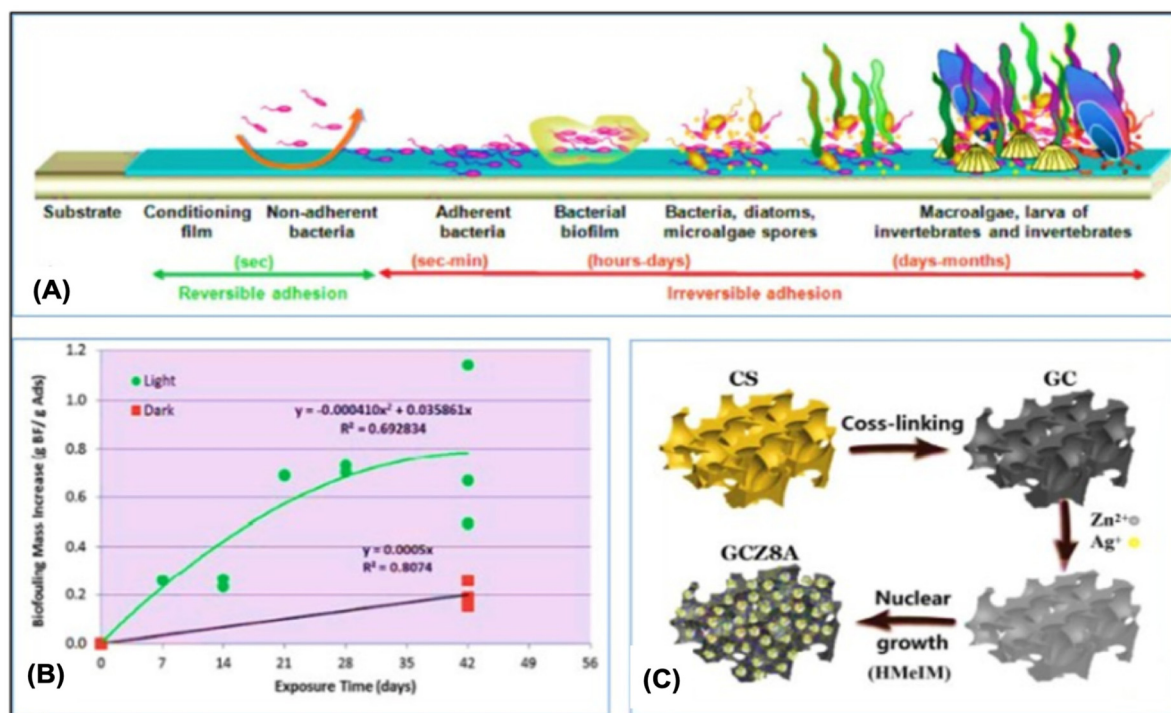 Substrate
Conditioning
film
Non-adherent
bacteria
Adherent
bacteria
Bacterial
biofilm
Bacteria, diatoms,
microalgae spores
Macroalgae, larva of
invertebrates and invertebrates
(sec)
(sec-min)
(hours-days)
(days-months)
Reversible adhesion
Irreversible adhesion
(A)
Biofouling Mass Increase (g BF/ g Ads)
1.2
1.0
0.8
0.6
0.4
0.2
0.0
Light
Dark
y = -0.000410x² + 0.035861x
R² = 0.692834
y = 0.0005x
R² = 0.8074
0
7
14
21
28
35
42
49
56
Exposure Time (days)
(B)
CS
Coss-linking
GC
Zn²⁺
Ag⁺
GCZ8A
Nuclear
growth
(HMeIM)
(C)